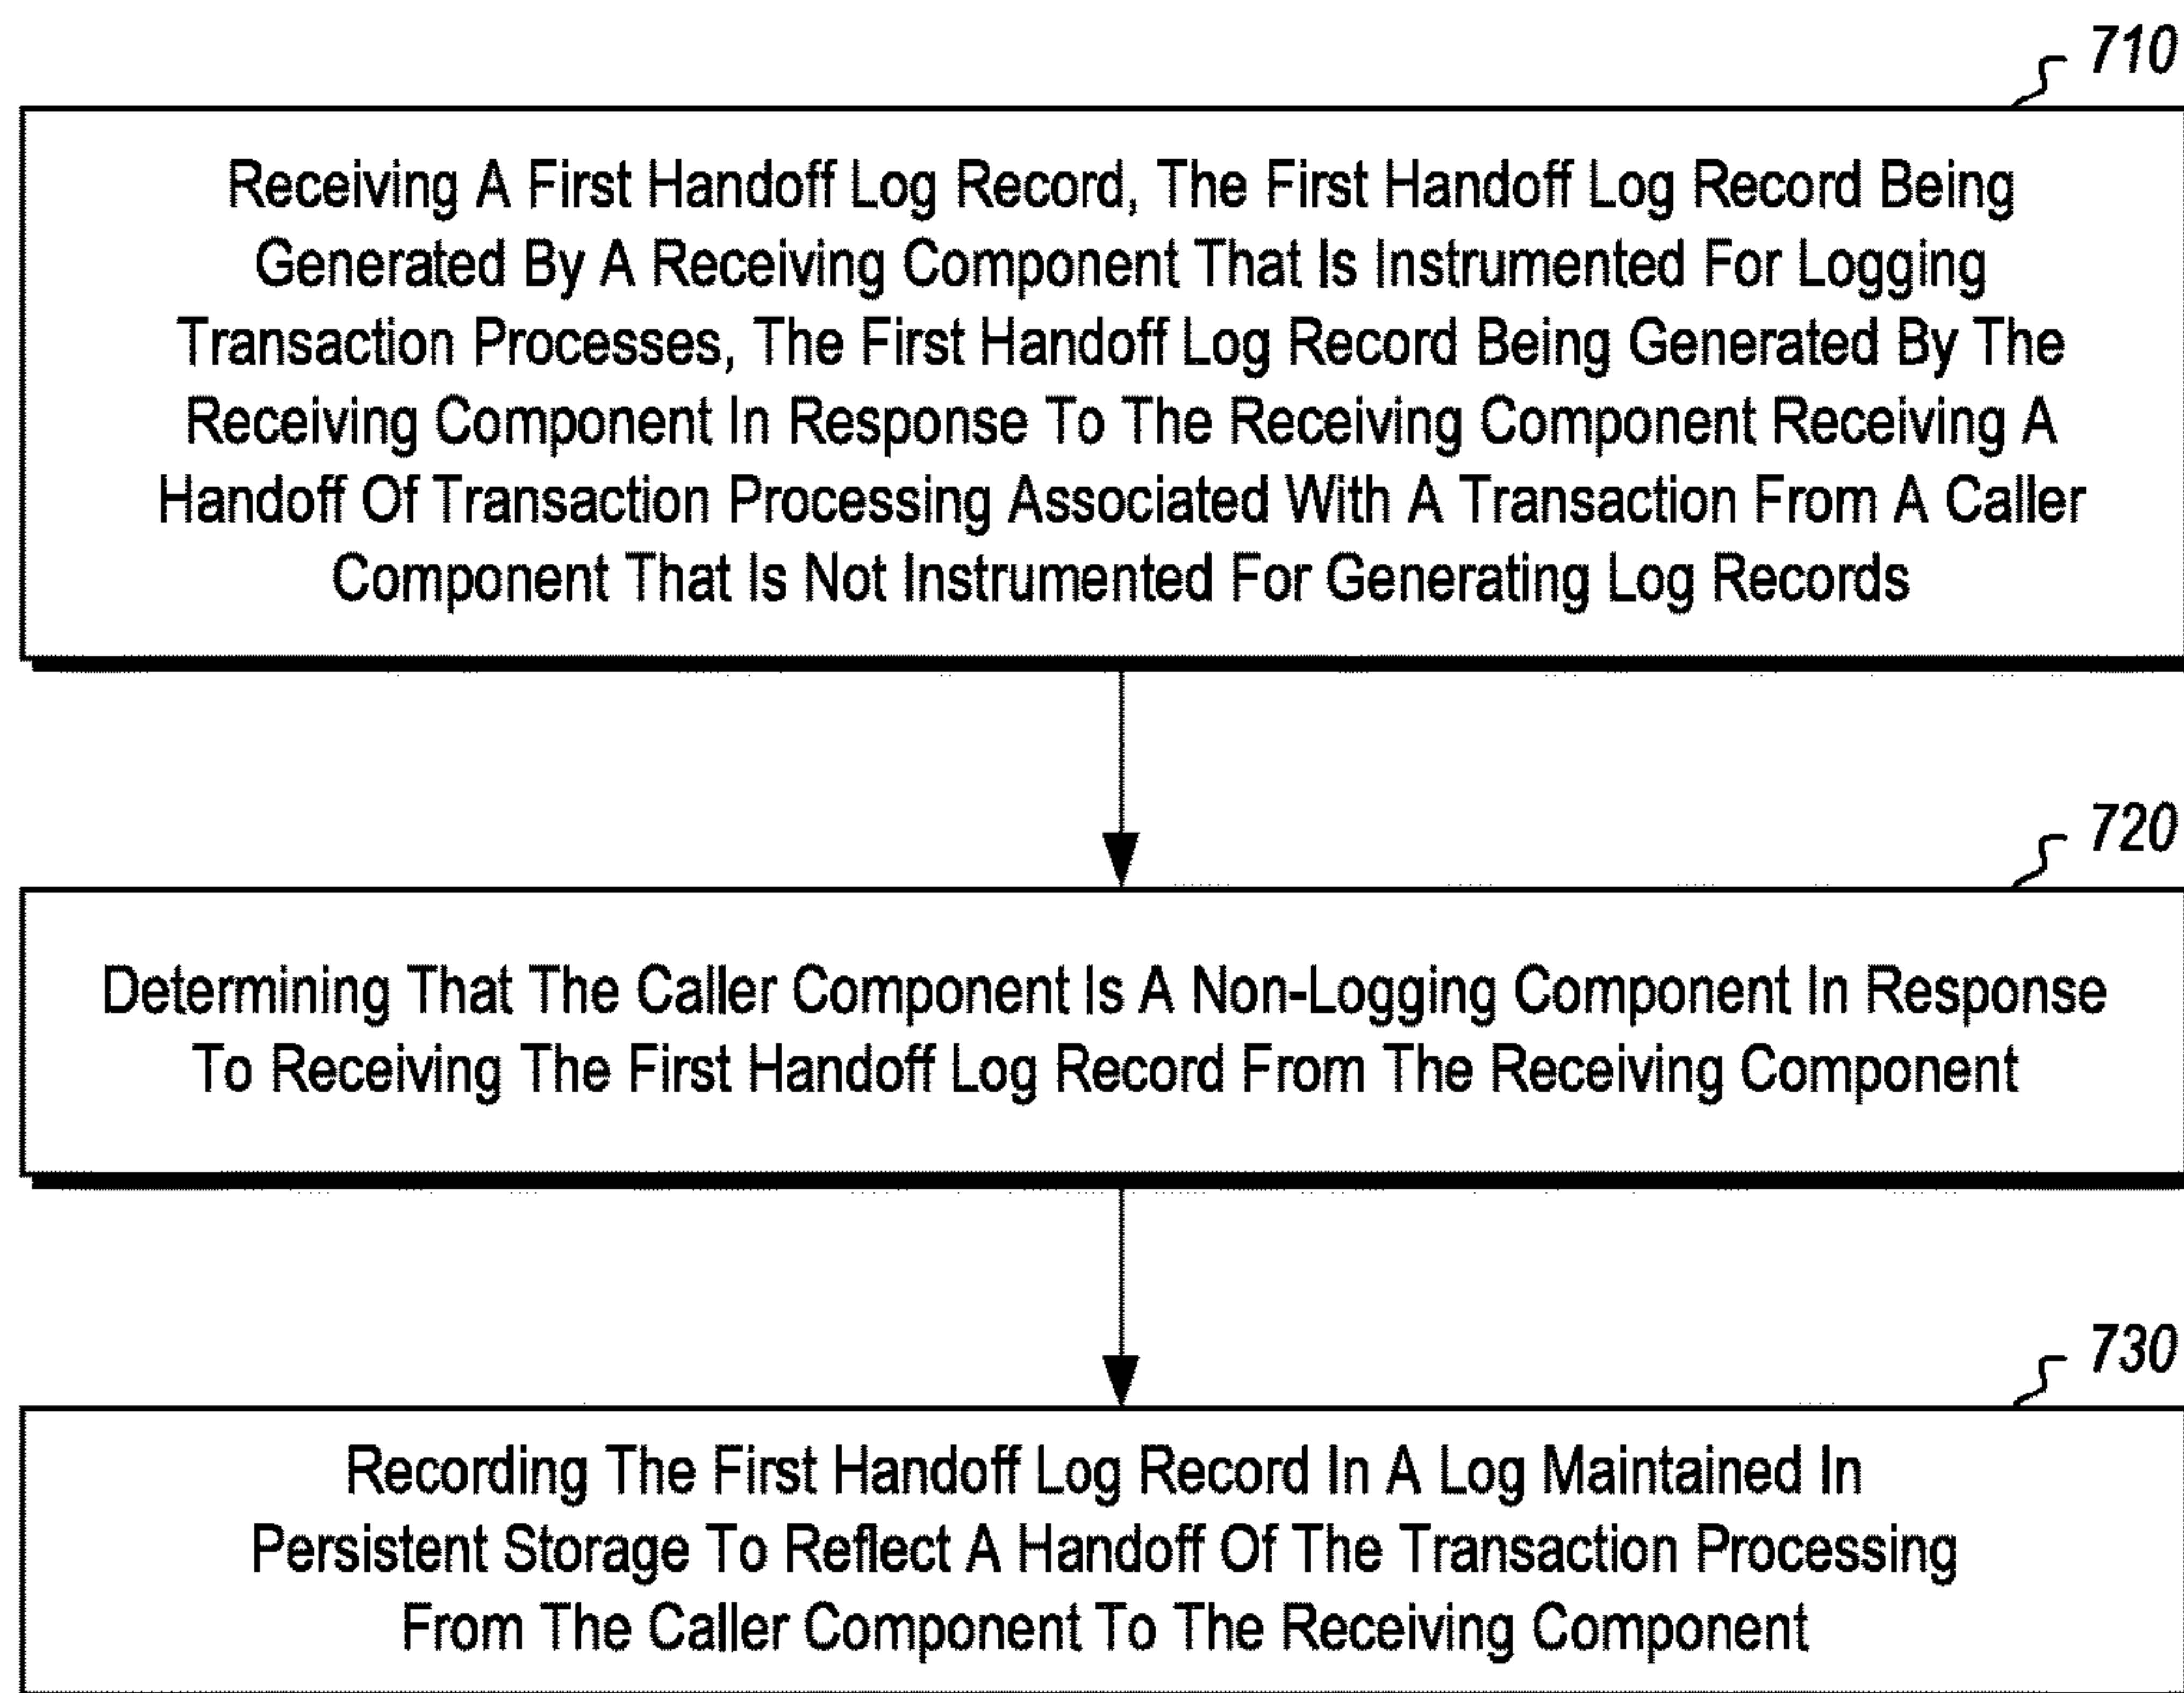 710
Receiving A First Handoff Log Record, The First Handoff Log Record Being
Generated By A Receiving Component That Is Instrumented For Logging
Transaction Processes, The First Handoff Log Record Being Generated By The
Receiving Component In Response To The Receiving Component Receiving A
Handoff Of Transaction Processing Associated With A Transaction From A Caller
Component That Is Not Instrumented For Generating Log Records
720
Determining That The Caller Component Is A Non-Logging Component In Response
To Receiving The First Handoff Log Record From The Receiving Component
730
Recording The First Handoff Log Record In A Log Maintained In
Persistent Storage To Reflect A Handoff Of The Transaction Processing
From The Caller Component To The Receiving Component